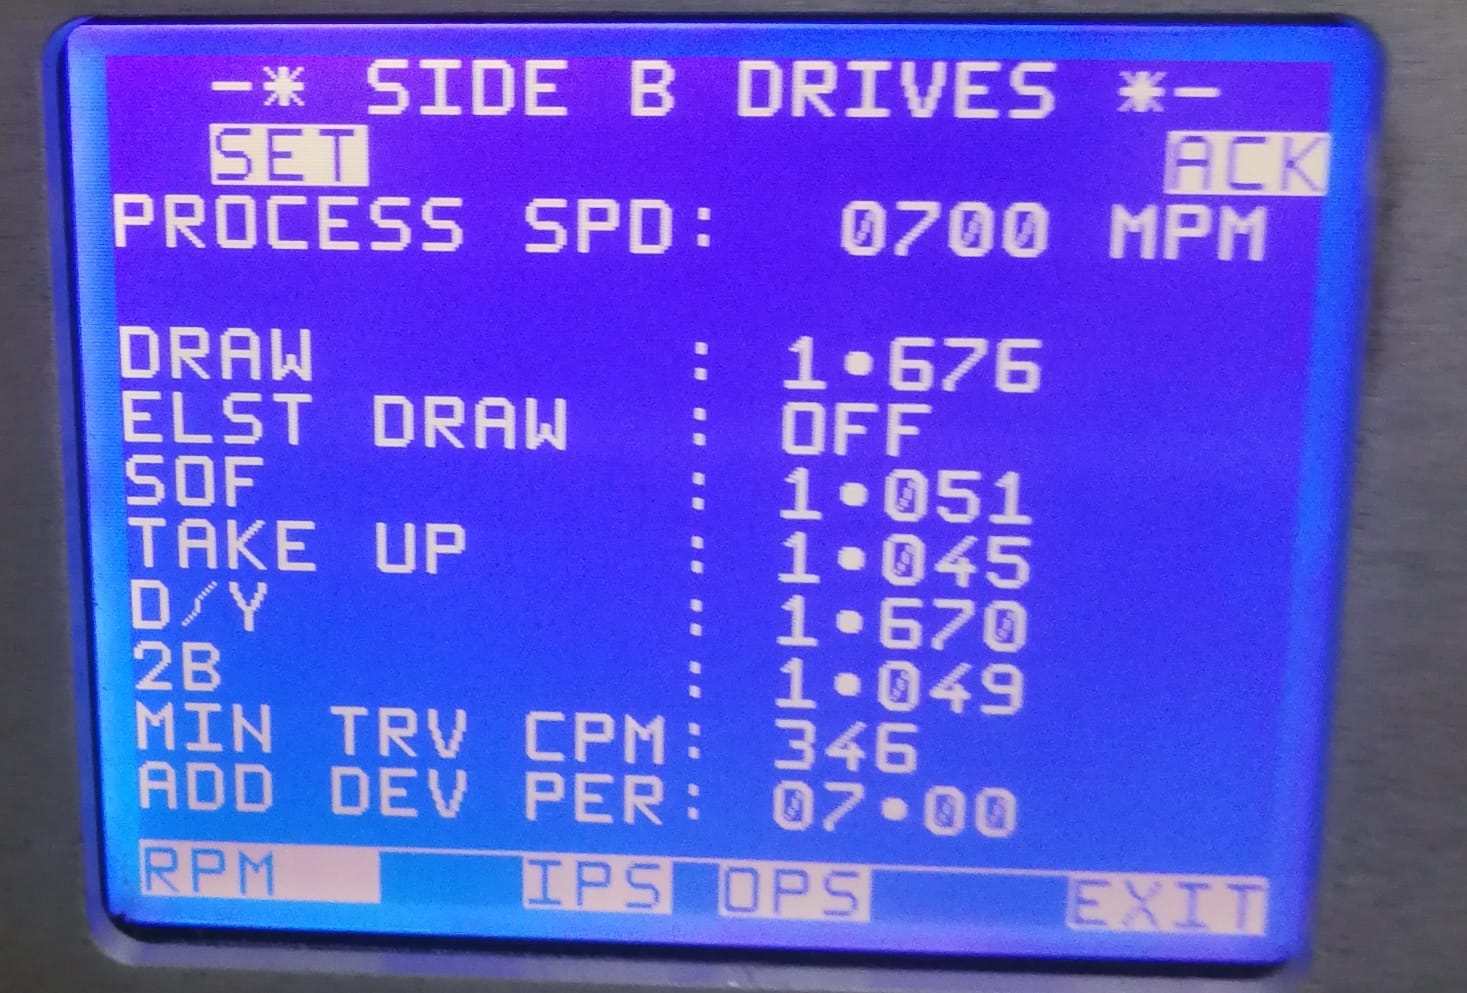 -* SIDE B DRIVES *-
SET ACK
PROCESS SPD: 0700 MPM
DRAW : 1.676
ELST DRAW : OFF
SOF : 1.051
TAKE UP : 1.045
D/Y : 1.670
2B : 1.049
MIN TRV CPM: 346
ADD DEV PER: 07.00
RPM IPS OPS EXIT